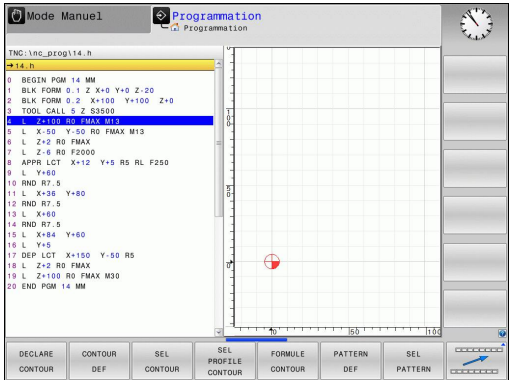 Mode Manuel
Programmation
Programmation
TNC:\nc_prog\14.h
→14.h
0 BEGIN PGM 14 MM
1 BLK FORM 0.1 Z X+0 Y+0 Z-20
2 BLK FORM 0.2 X+100 Y+100 Z+0
3 TOOL CALL 5 Z S3500
4 L Z+100 R0 FMAX M13
5 L X-50 Y-50 R0 FMAX M13
6 L Z+2 R0 FMAX
7 L Z-6 R0 F2000
8 APPR LCT X+12 Y+5 R5 RL F250
9 L Y+60
10 RND R7.5
11 L X+36 Y+80
12 RND R7.5
13 L X+60
14 RND R7.5
15 L X+84 Y+60
16 L Y+5
17 DEP LCT X+150 Y-50 R5
18 L Z+2 R0 FMAX
19 L Z+100 R0 FMAX M30
20 END PGM 14 MM
100
50
0
0 50 100
DECLARE CONTOUR
CONTOUR DEF
SEL CONTOUR
SEL PROFILE CONTOUR
FORMULE CONTOUR
PATTERN DEF
SEL PATTERN